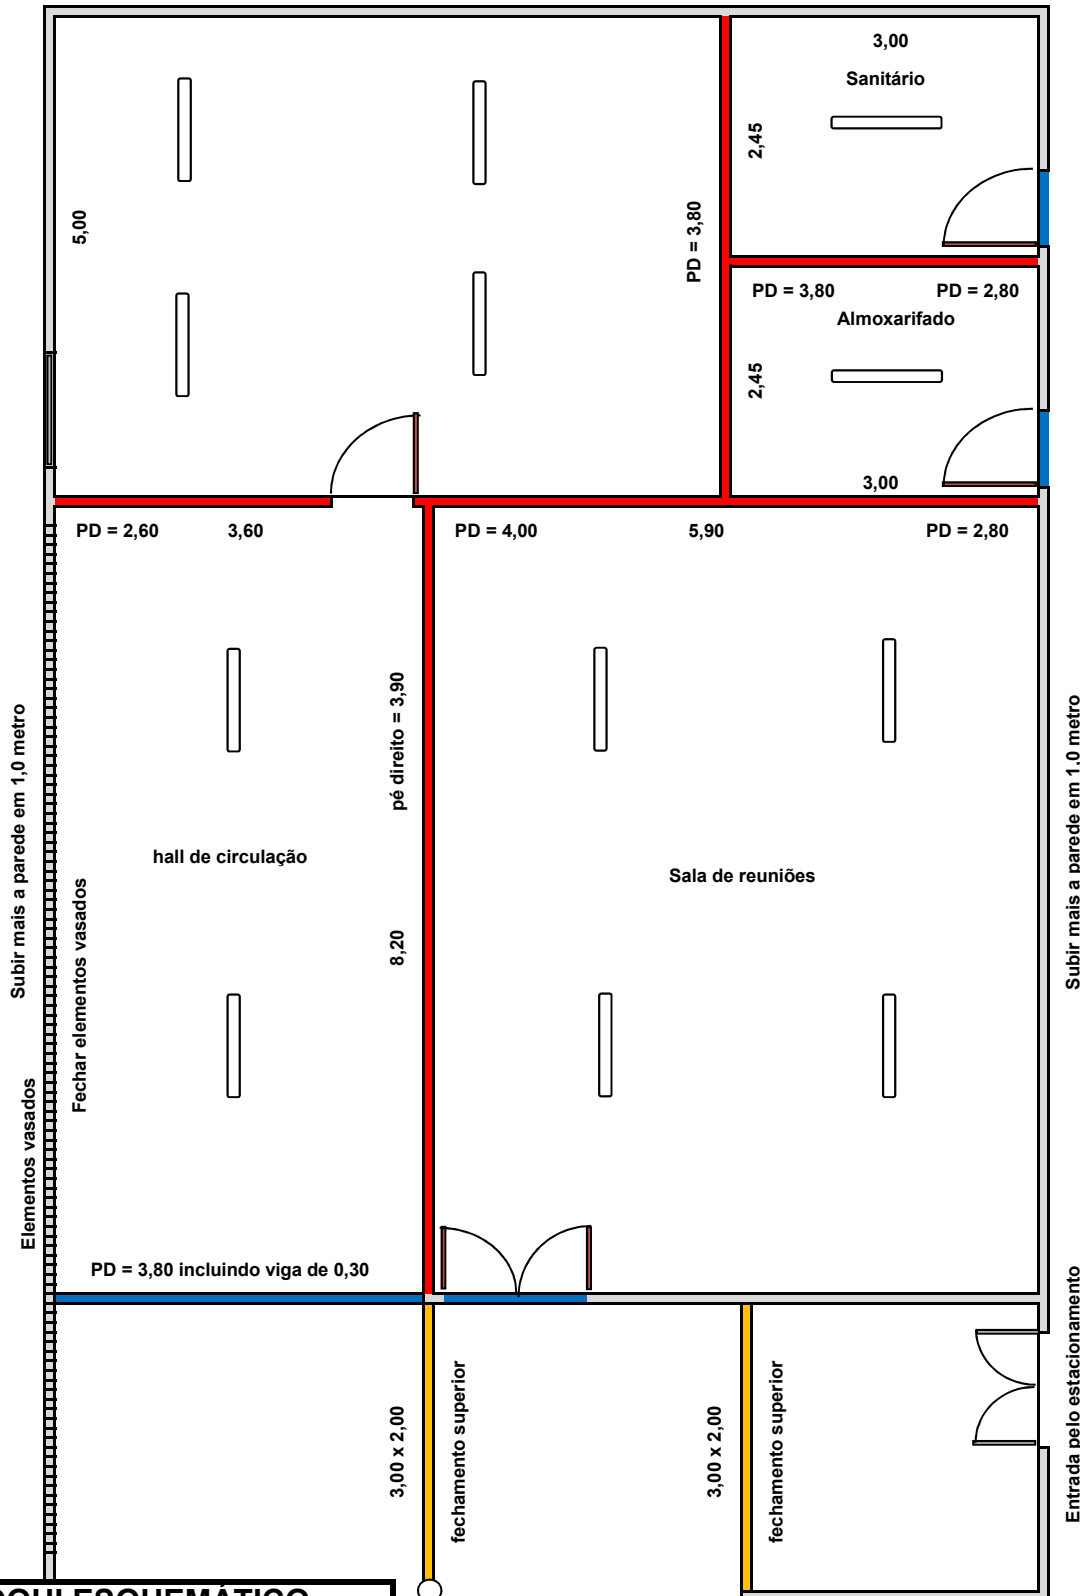 3,00
Sanitário
2,45
5,00
PD = 3,80
PD = 3,80
PD = 2,80
Almoxarifado
2,45
3,00
PD = 2,60
3,60
PD = 4,00
5,90
PD = 2,80
Subir mais a parede em 1,0 metro
pé direito = 3,90
Subir mais a parede em 1,0 metro
hall de circulação
Sala de reuniões
Fechar elementos vasados
8,20
Elementos vasados
PD = 3,80 incluindo viga de 0,30
Entrada pelo estacionamento
3,00 x 2,00
fechamento superior
3,00 x 2,00
fechamento superior
ESQUEMÁTICO